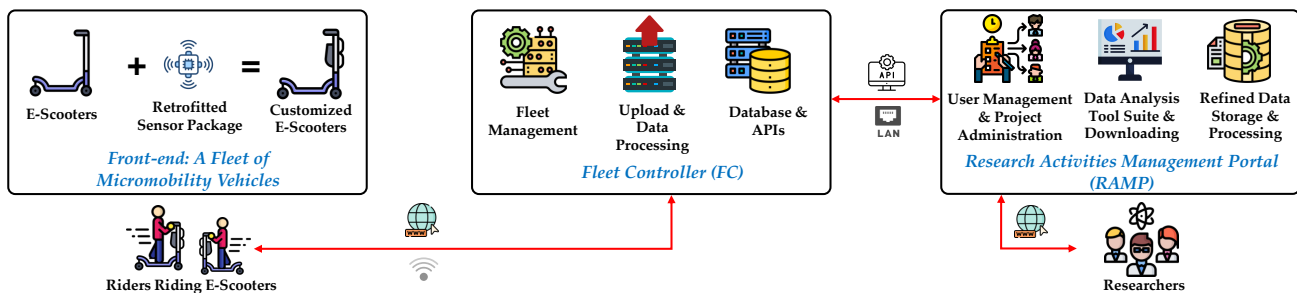 +
=
E-Scooters
Retrofitted
Sensor Package
Customized
E-Scooters
Front-end: A Fleet of
Micromobility Vehicles
Fleet
Management
Upload &
Data
Processing
Database &
APIs
Fleet Controller (FC)
API
LAN
User Management
& Project
Administration
Data Analysis
Tool Suite &
Downloading
Refined Data
Storage &
Processing
Research Activities Management Portal
(RAMP)
WWW
Riders Riding E-Scooters
WWW
Researchers